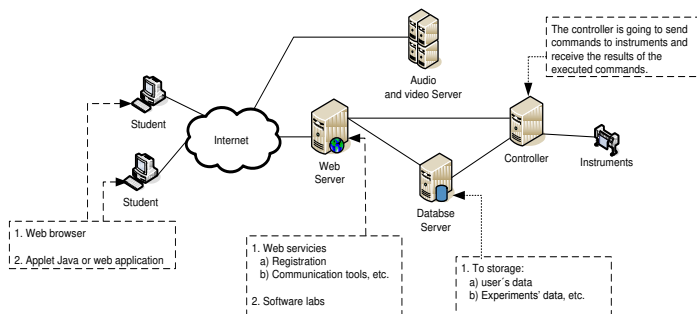 The controller is going to send
commands to instruments and
receive the results of the
executed commands.
Audio
and video Server
Student
Internet
Web
Server
Controller
Instruments
Student
Databse
Server
1. Web browser
2. Applet Java or web application
1. Web servicies
a) Registration
b) Communication tools, etc.
2. Software labs
1. To storage:
a) user´s data
b) Experiments’ data, etc.